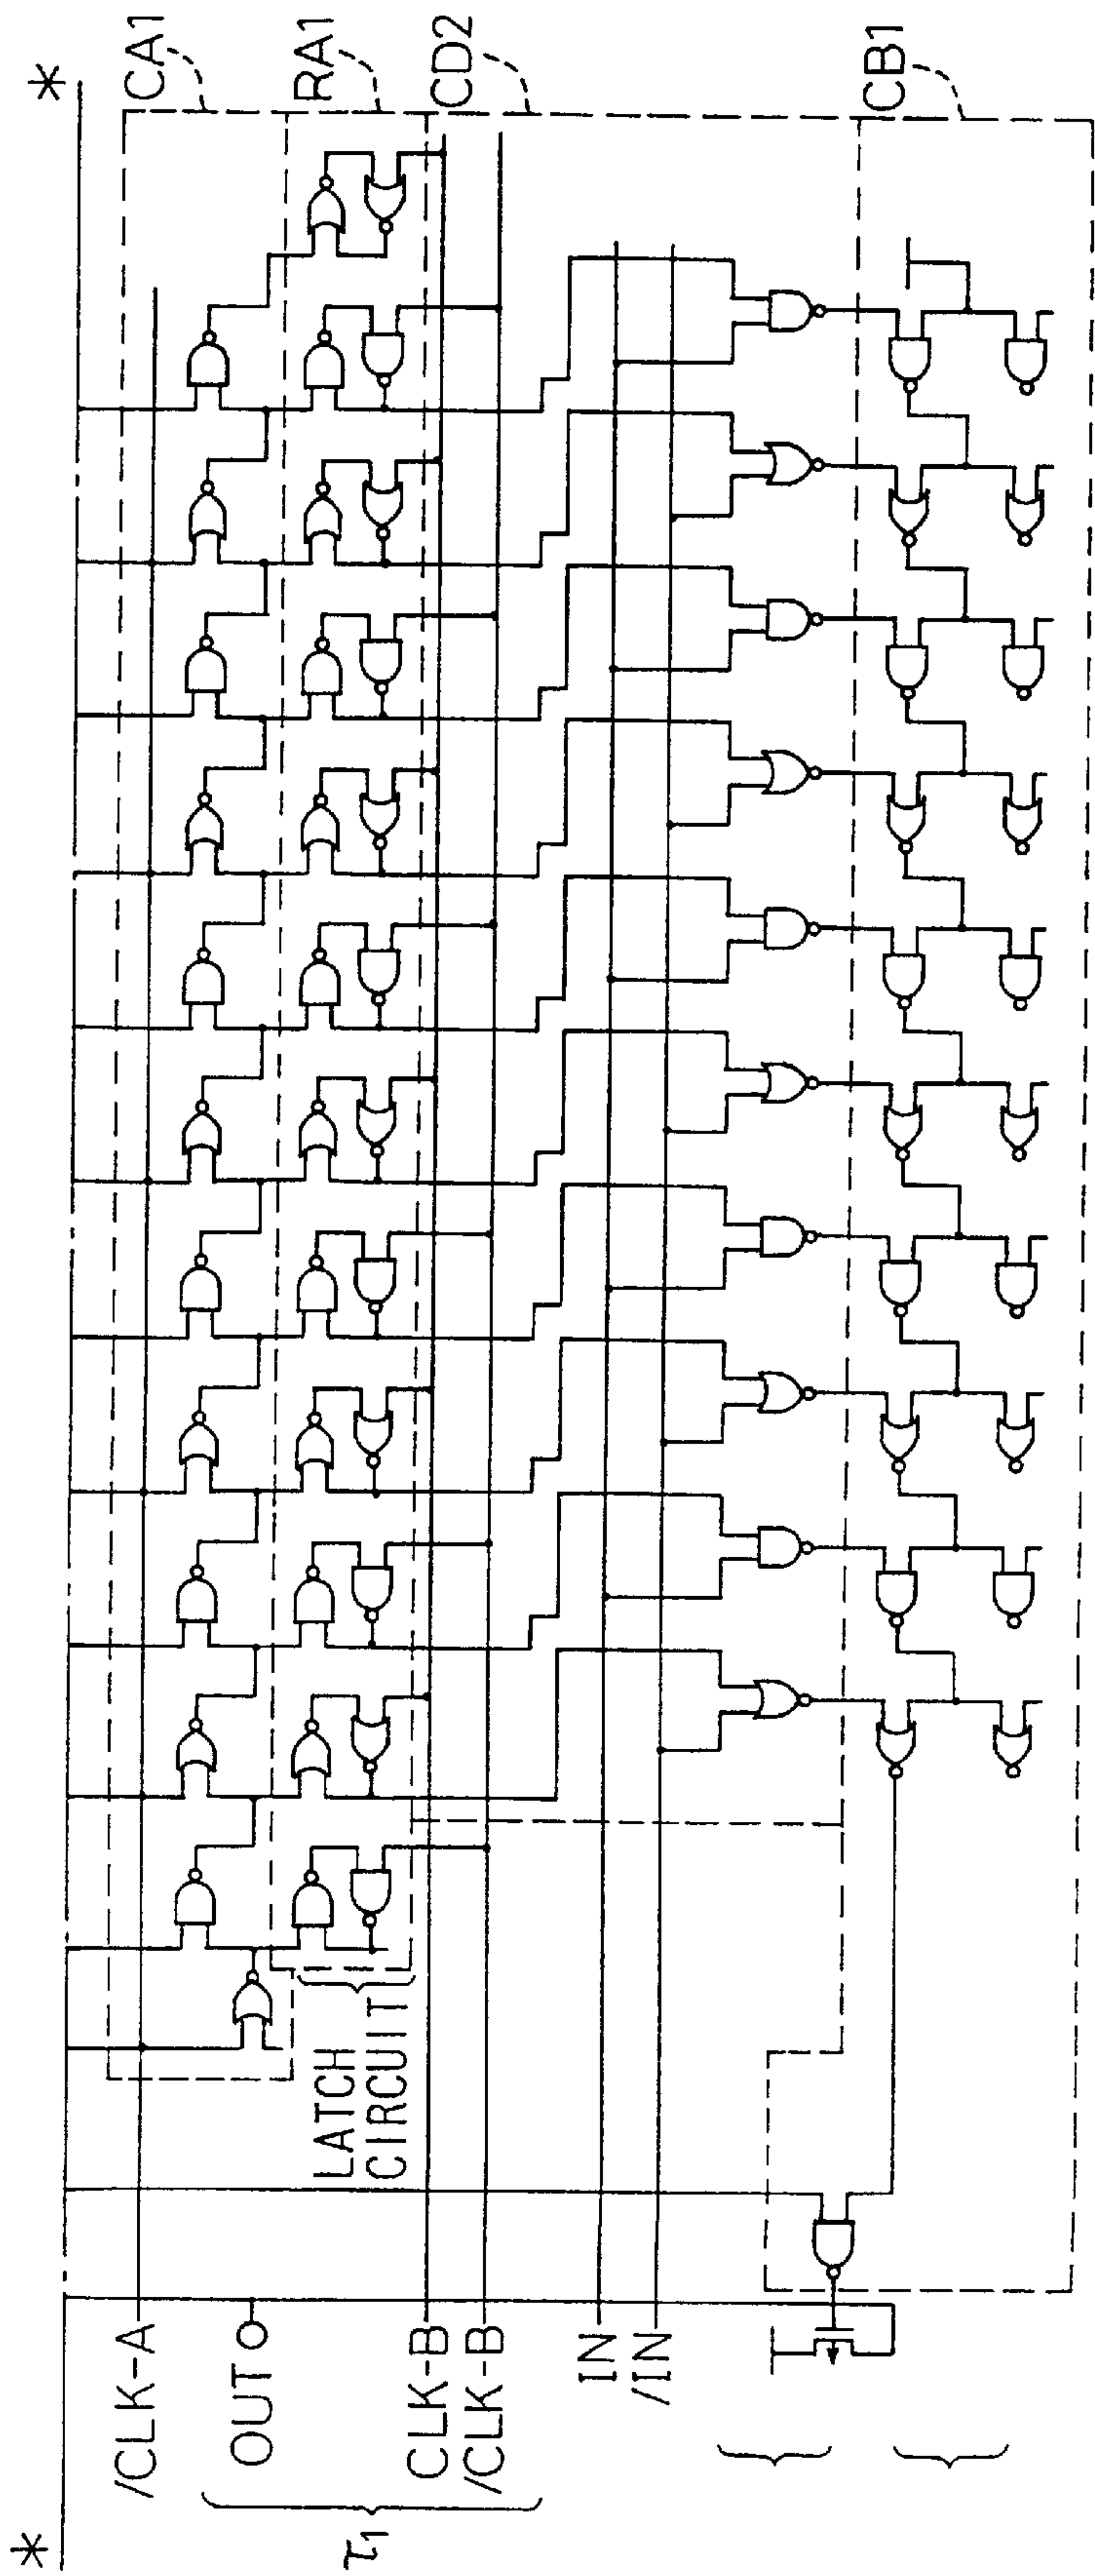 *
CA1
RA1
CD2
CB1
LATCH
CIRCUIT
/CLK-A
OUT
CLK-B
/CLK-B
IN
/IN
τ1
*